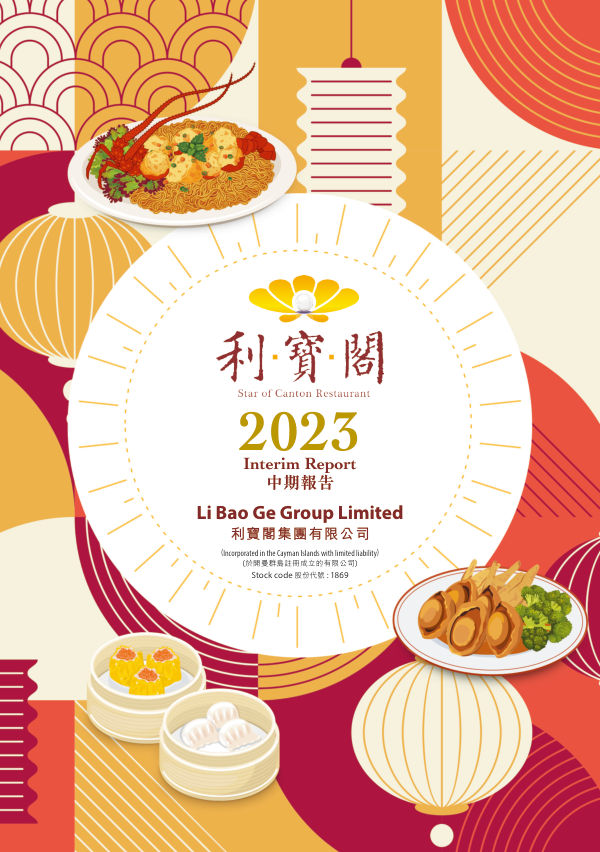 利·寶·閣
Star of Canton Restaurant
2023
Interim Report
中期報告
Li Bao Ge Group Limited
利寶閣集團有限公司
(Incorporated in the Cayman Islands with limited liability)
(於開曼群島註冊成立的有限公司)
Stock code 股份代號 : 1869